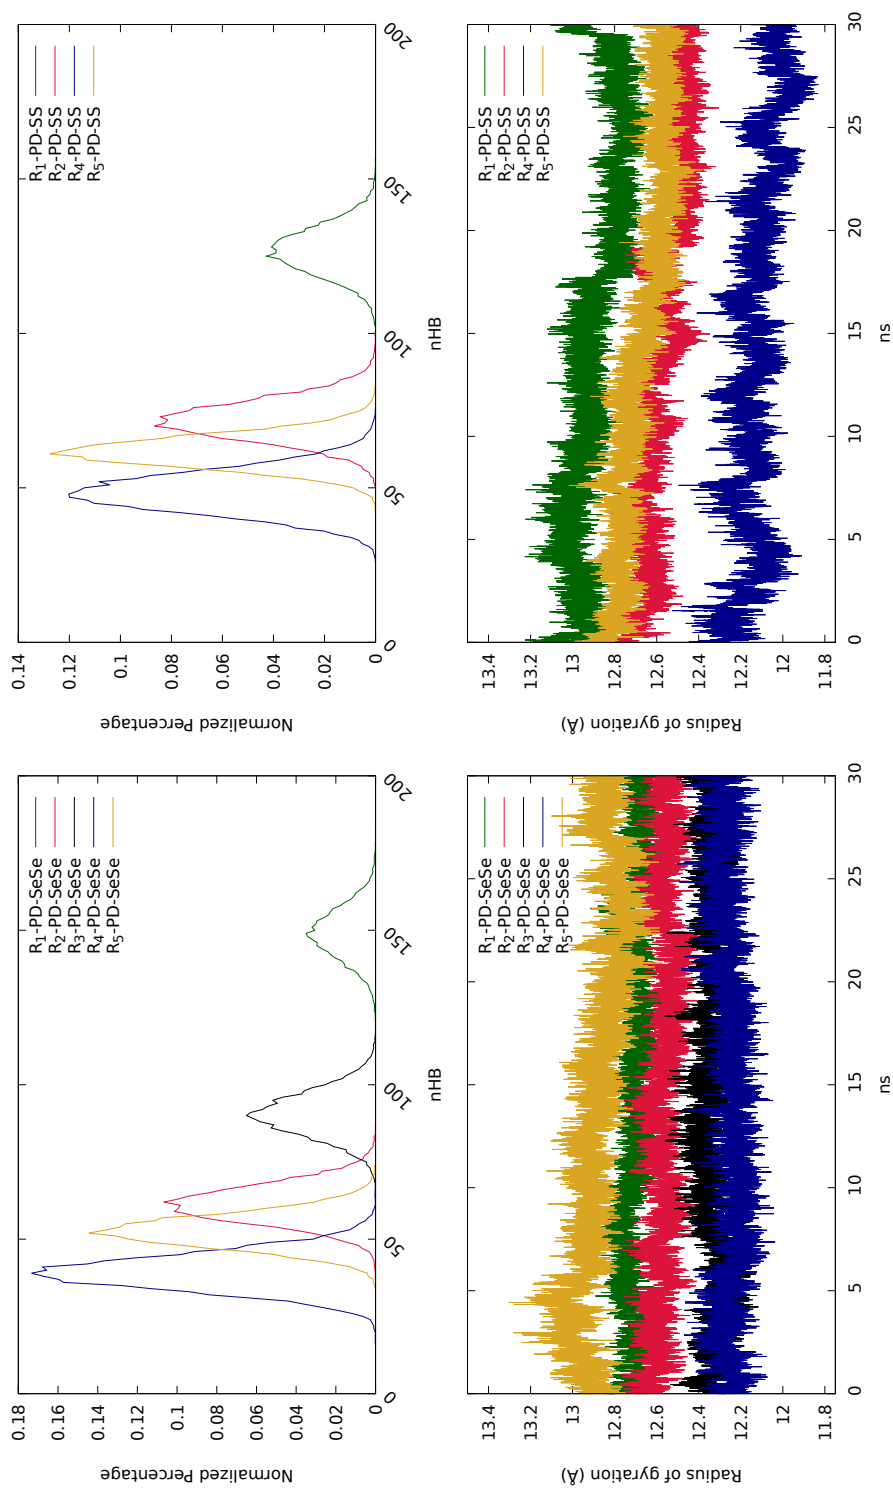 0.18
0.16
0.14
0.12
0.1
0.08
0.06
0.04
0.02
0
Normalized Percentage
0
50
100
150
200
nHB
R1-PD-SeSe
R2-PD-SeSe
R3-PD-SeSe
R4-PD-SeSe
R5-PD-SeSe
0.14
0.12
0.1
0.08
0.06
0.04
0.02
0
Normalized Percentage
0
50
100
150
200
nHB
R1-PD-SS
R2-PD-SS
R4-PD-SS
R5-PD-SS
13.4
13.2
13
12.8
12.6
12.4
12.2
12
11.8
Radius of gyration (Å)
0
5
10
15
20
25
30
ns
R1-PD-SeSe
R2-PD-SeSe
R3-PD-SeSe
R4-PD-SeSe
R5-PD-SeSe
13.4
13.2
13
12.8
12.6
12.4
12.2
12
11.8
Radius of gyration (Å)
0
5
10
15
20
25
30
ns
R1-PD-SS
R2-PD-SS
R4-PD-SS
R5-PD-SS